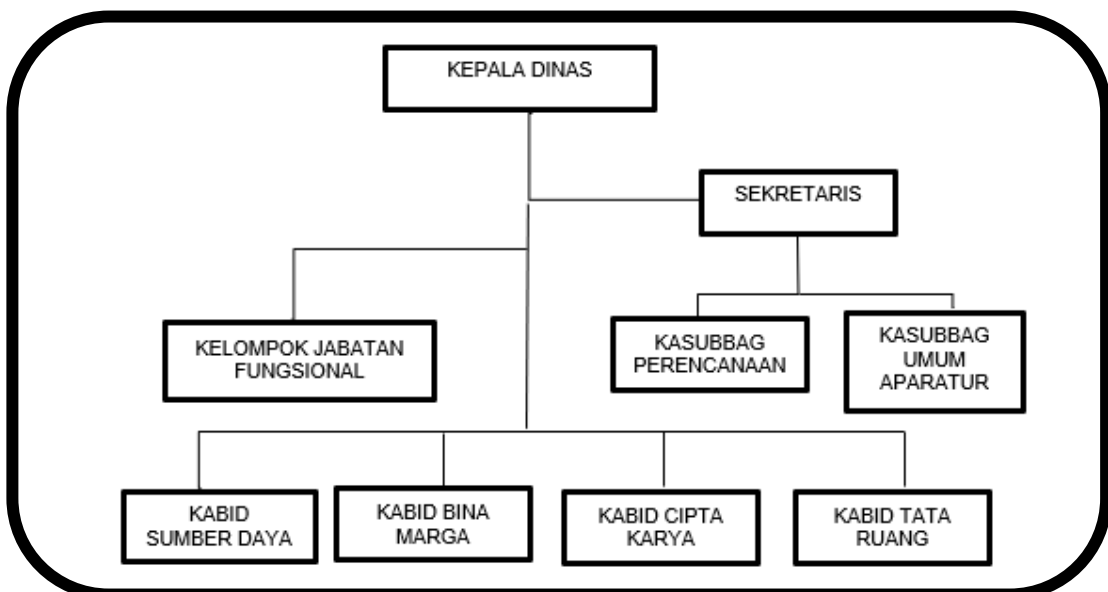 KEPALA DINAS
SEKRETARIS
KELOMPOK JABATAN
FUNGSIONAL
KASUBBAG
PERENCANAAN
KASUBBAG
UMUM
APARATUR
KABID
SUMBER DAYA
KABID BINA
MARGA
KABID CIPTA
KARYA
KABID TATA
RUANG